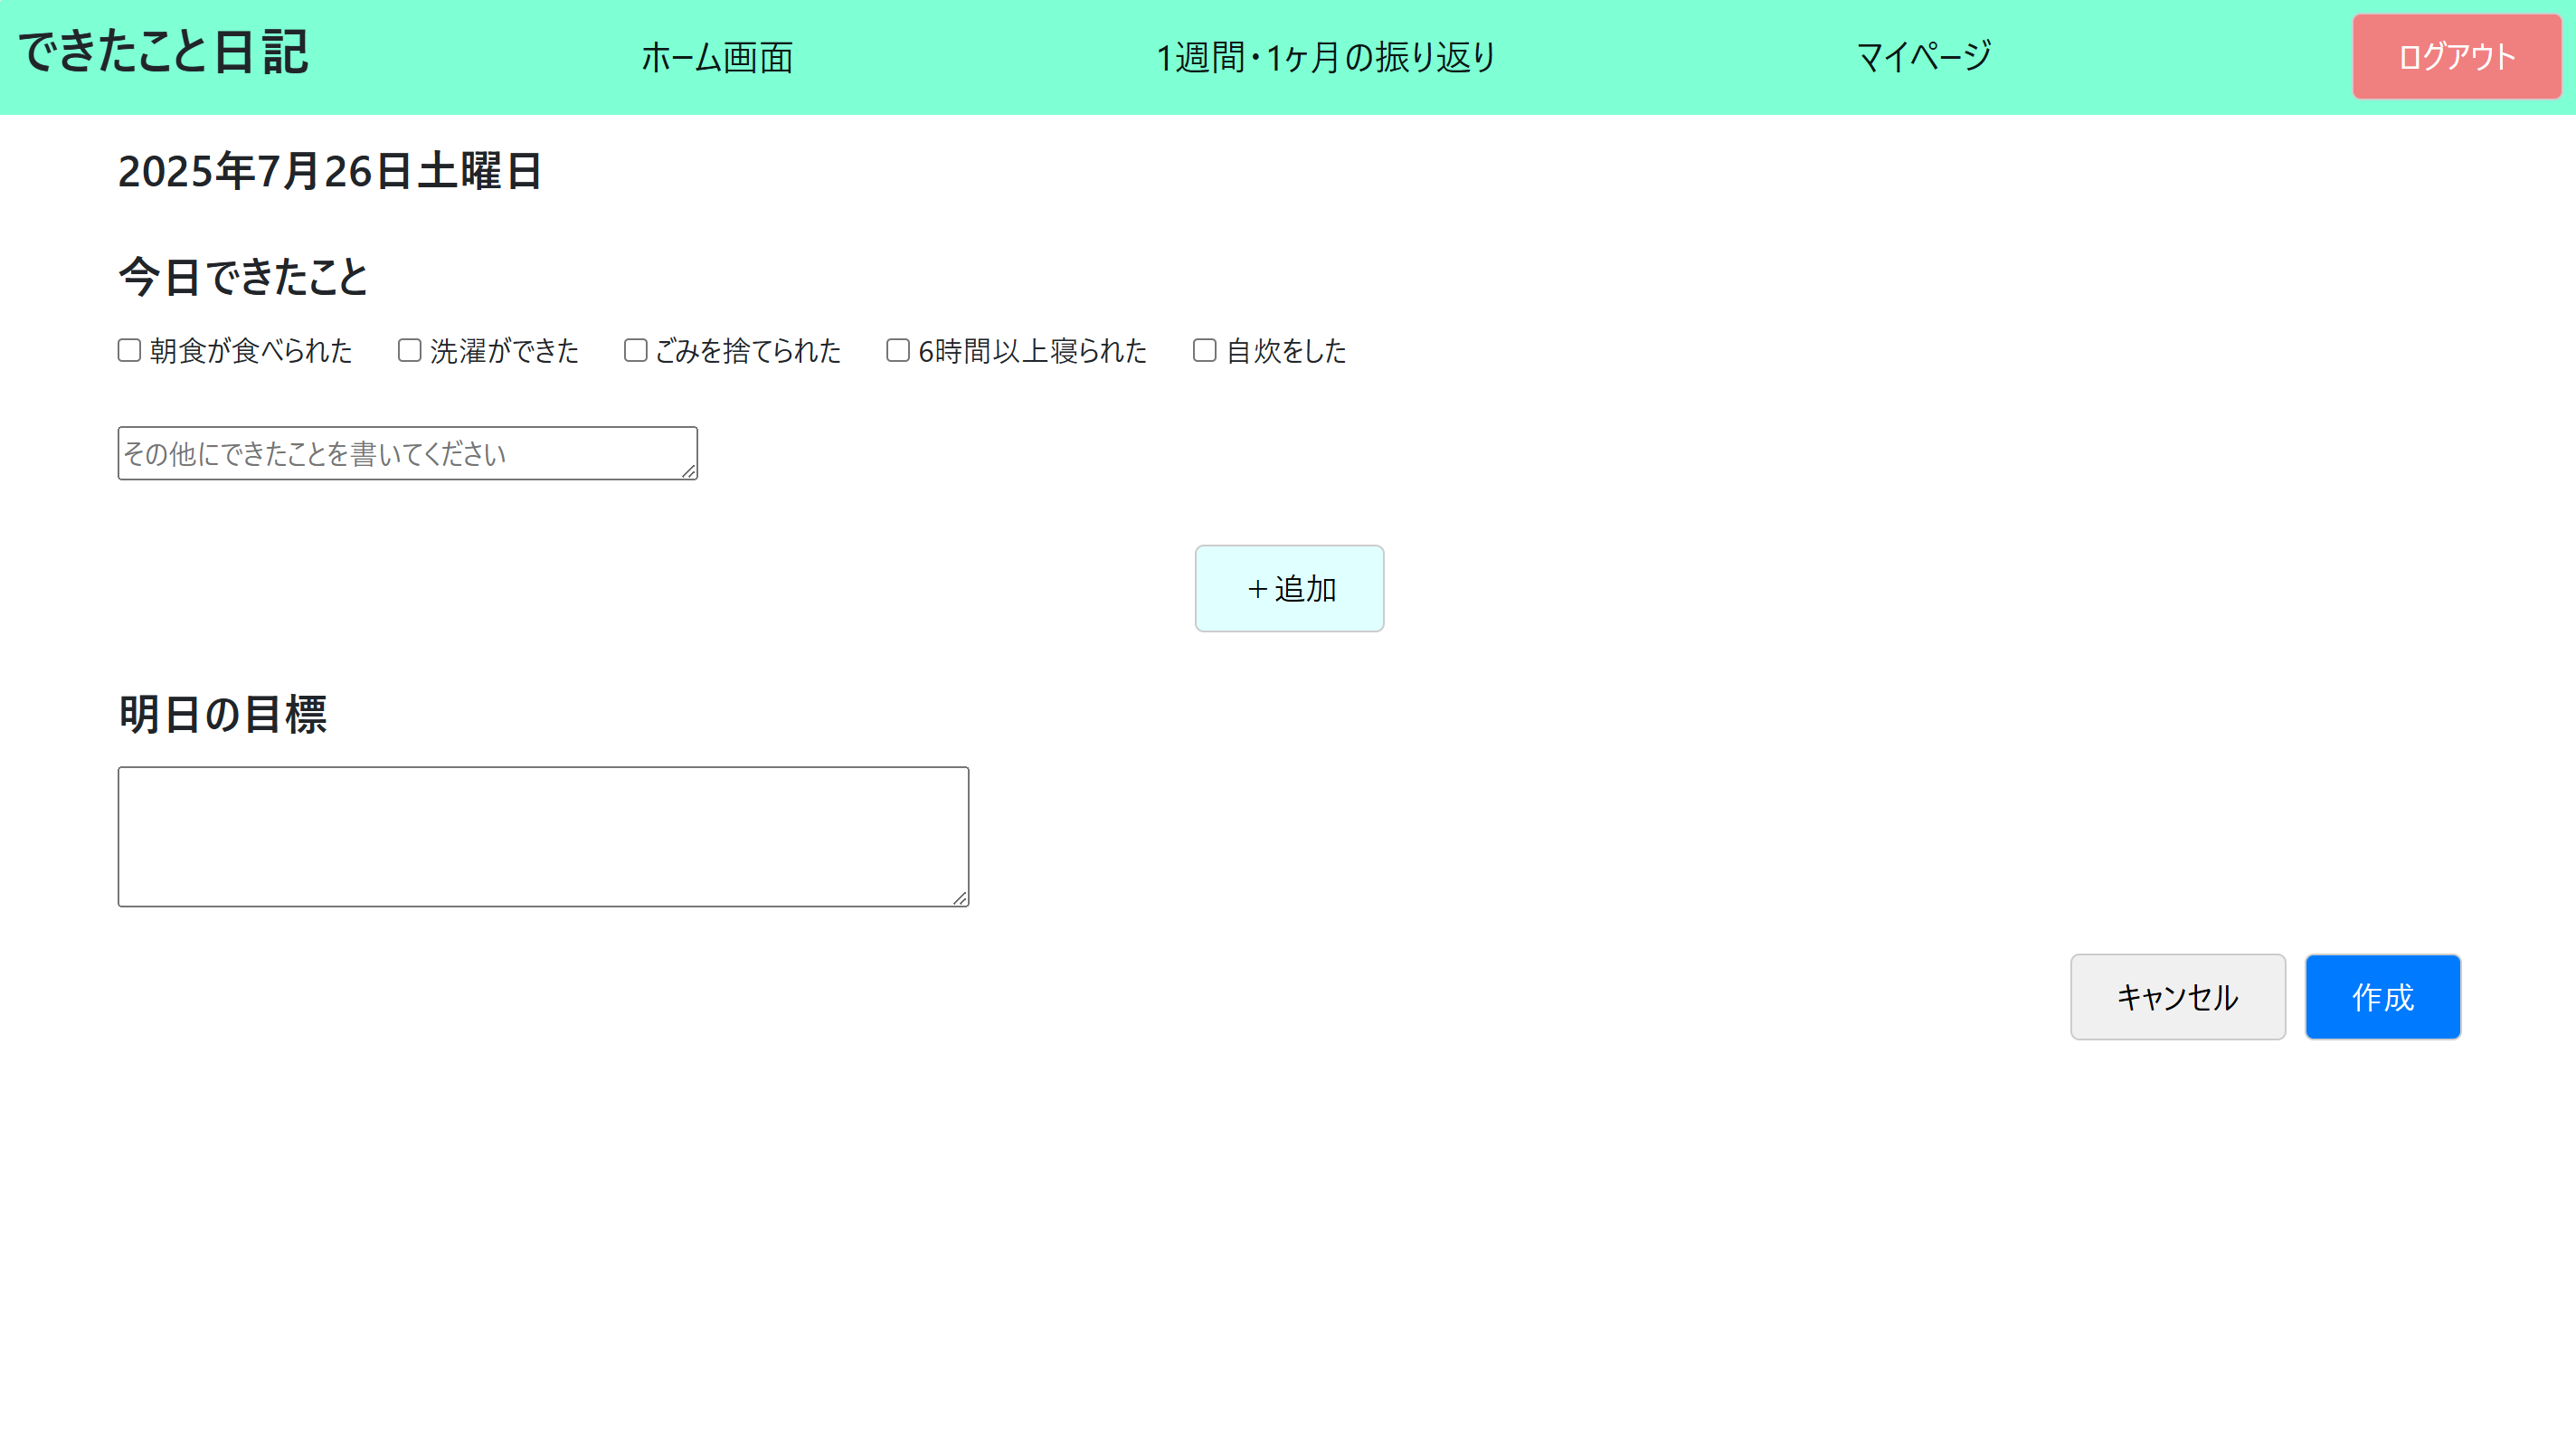 できたこと日記 ホーム画面 1週間・1ヶ月の振り返り マイページ ログアウト
2025年7月26日土曜日
今日できたこと
朝食が食べられた 洗濯ができた ごみを捨てられた 6時間以上寝られた 自炊をした
その他にできたことを書いてください
＋追加
明日の目標
キャンセル 作成